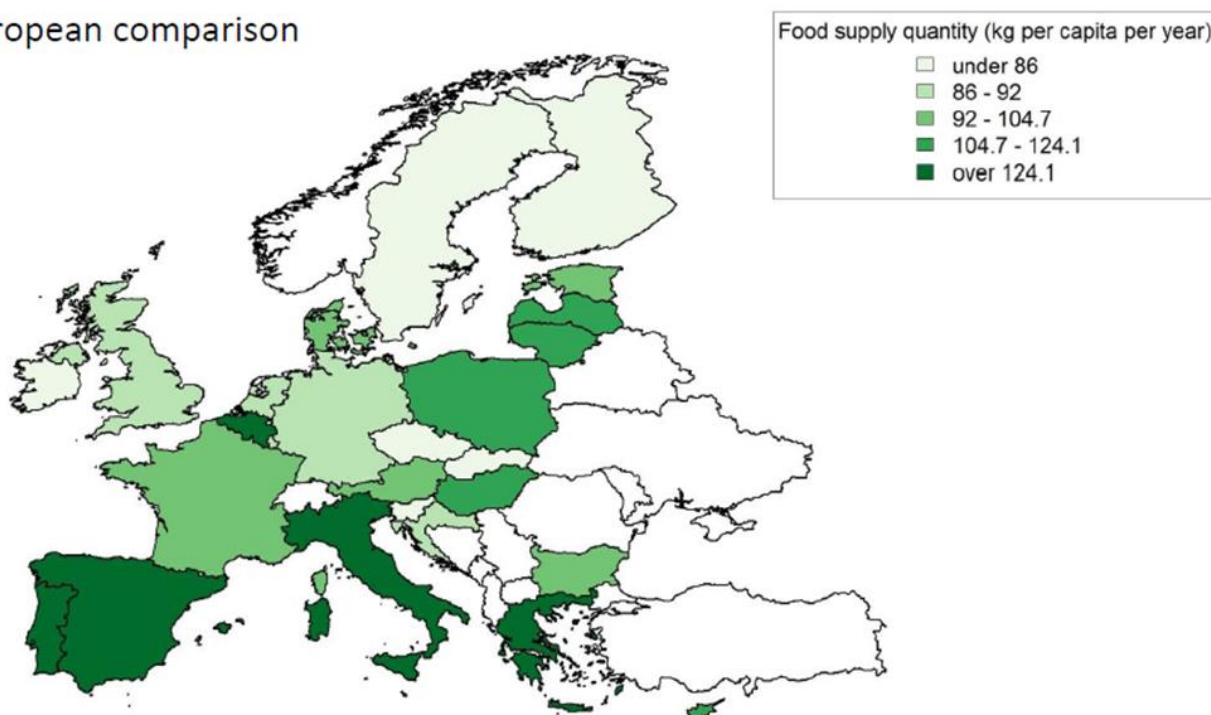 ropean comparison
Food supply quantity (kg per capita per year)
under 86
86 - 92
92 - 104.7
104.7 - 124.1
over 124.1